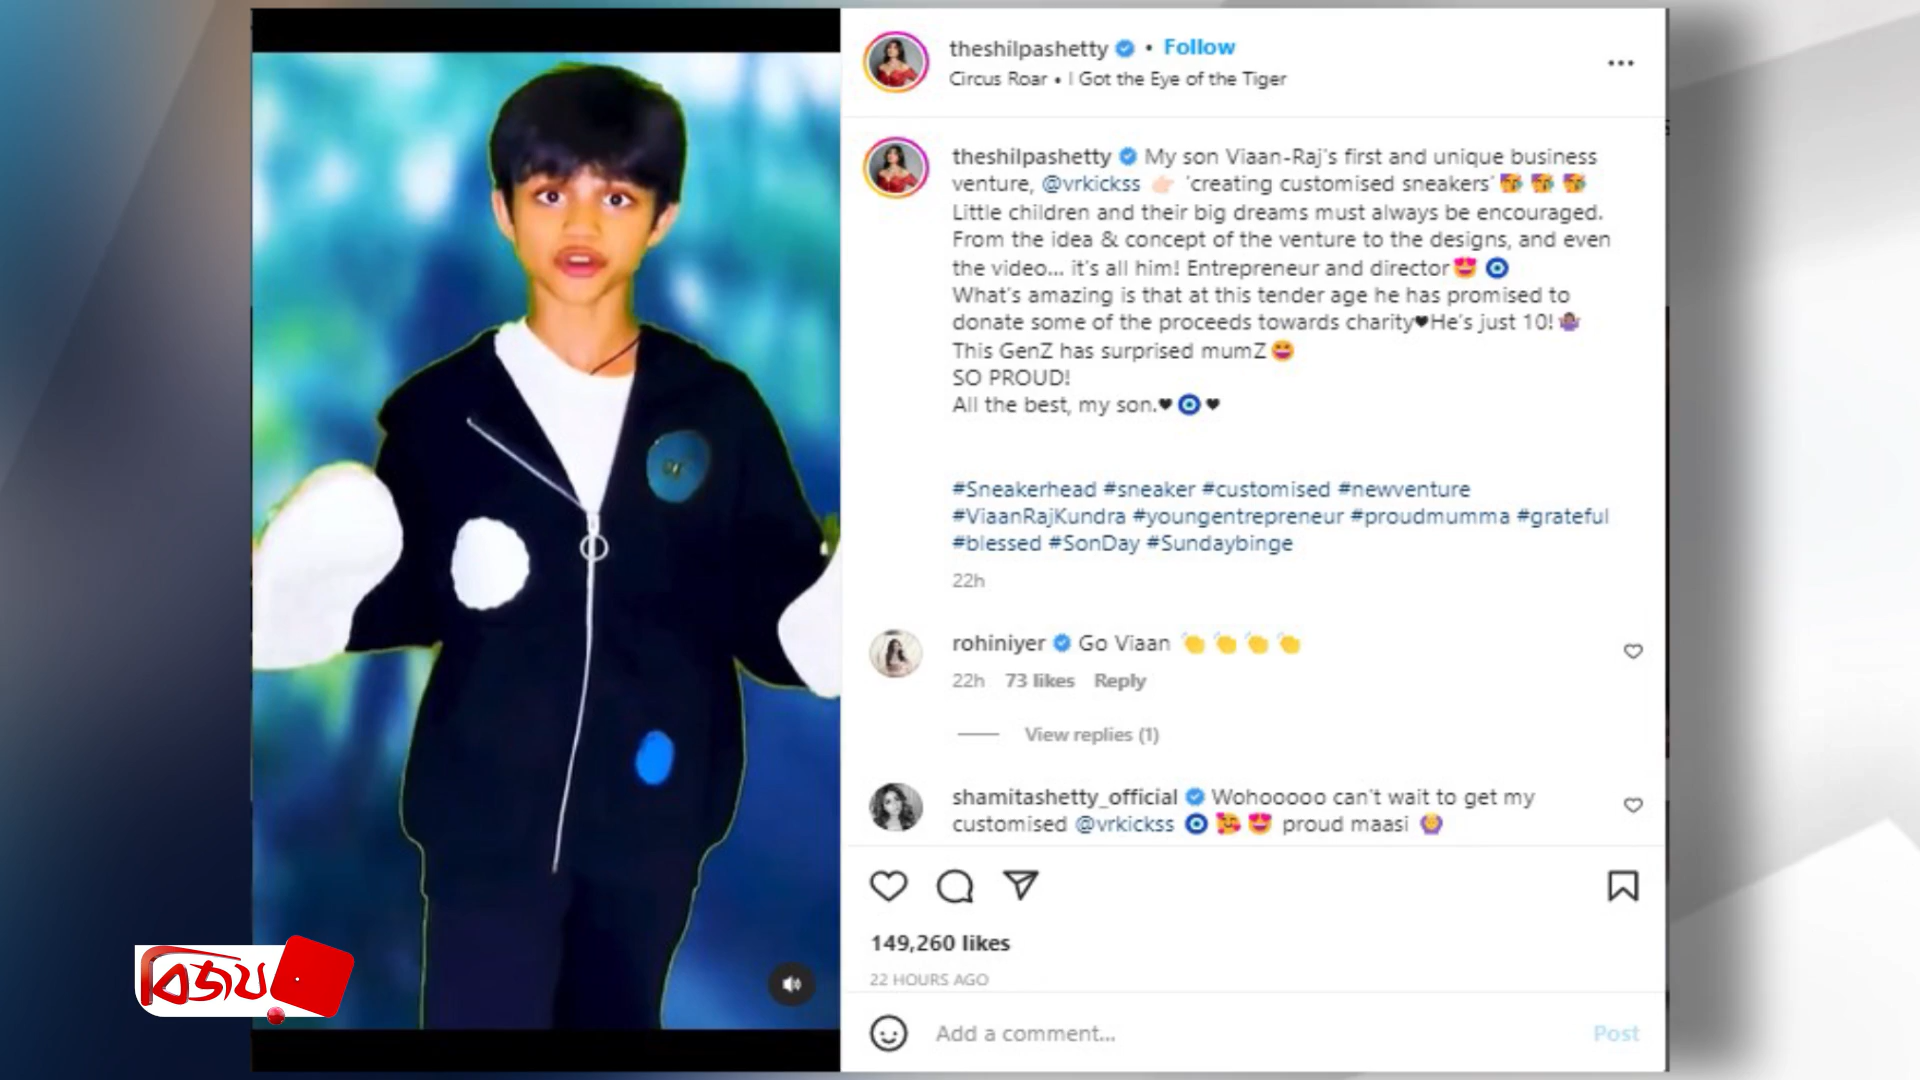 theshilpashetty • Follow
Circus Roar • I Got the Eye of the Tiger
theshilpashetty My son Viaan-Raj's first and unique business
venture, @vrkickss 👉🏻 'creating customised sneakers' 🥳 🥳 🥳
Little children and their big dreams must always be encouraged.
From the idea & concept of the venture to the designs, and even
the video... it's all him! Entrepreneur and director😍 🧿
What's amazing is that at this tender age he has promised to
donate some of the proceeds towards charity♥He's just 10!🤷🏽‍♀️
This GenZ has surprised mumZ😆
SO PROUD!
All the best, my son.♥🧿♥
#Sneakerhead #sneaker #customised #newventure
#ViaanRajKundra #youngentrepreneur #proudmumma #grateful
#blessed #SonDay #Sundaybinge
22h
rohiniyer Go Viaan 👏 👏 👏 👏
22h 73 likes Reply
View replies (1)
shamitashetty_official Wohooooo can't wait to get my
customised @vrkickss 🧿 🥰 😍 proud maasi 🙆
149,260 likes
22 HOURS AGO
Add a comment... Post
বিজয়